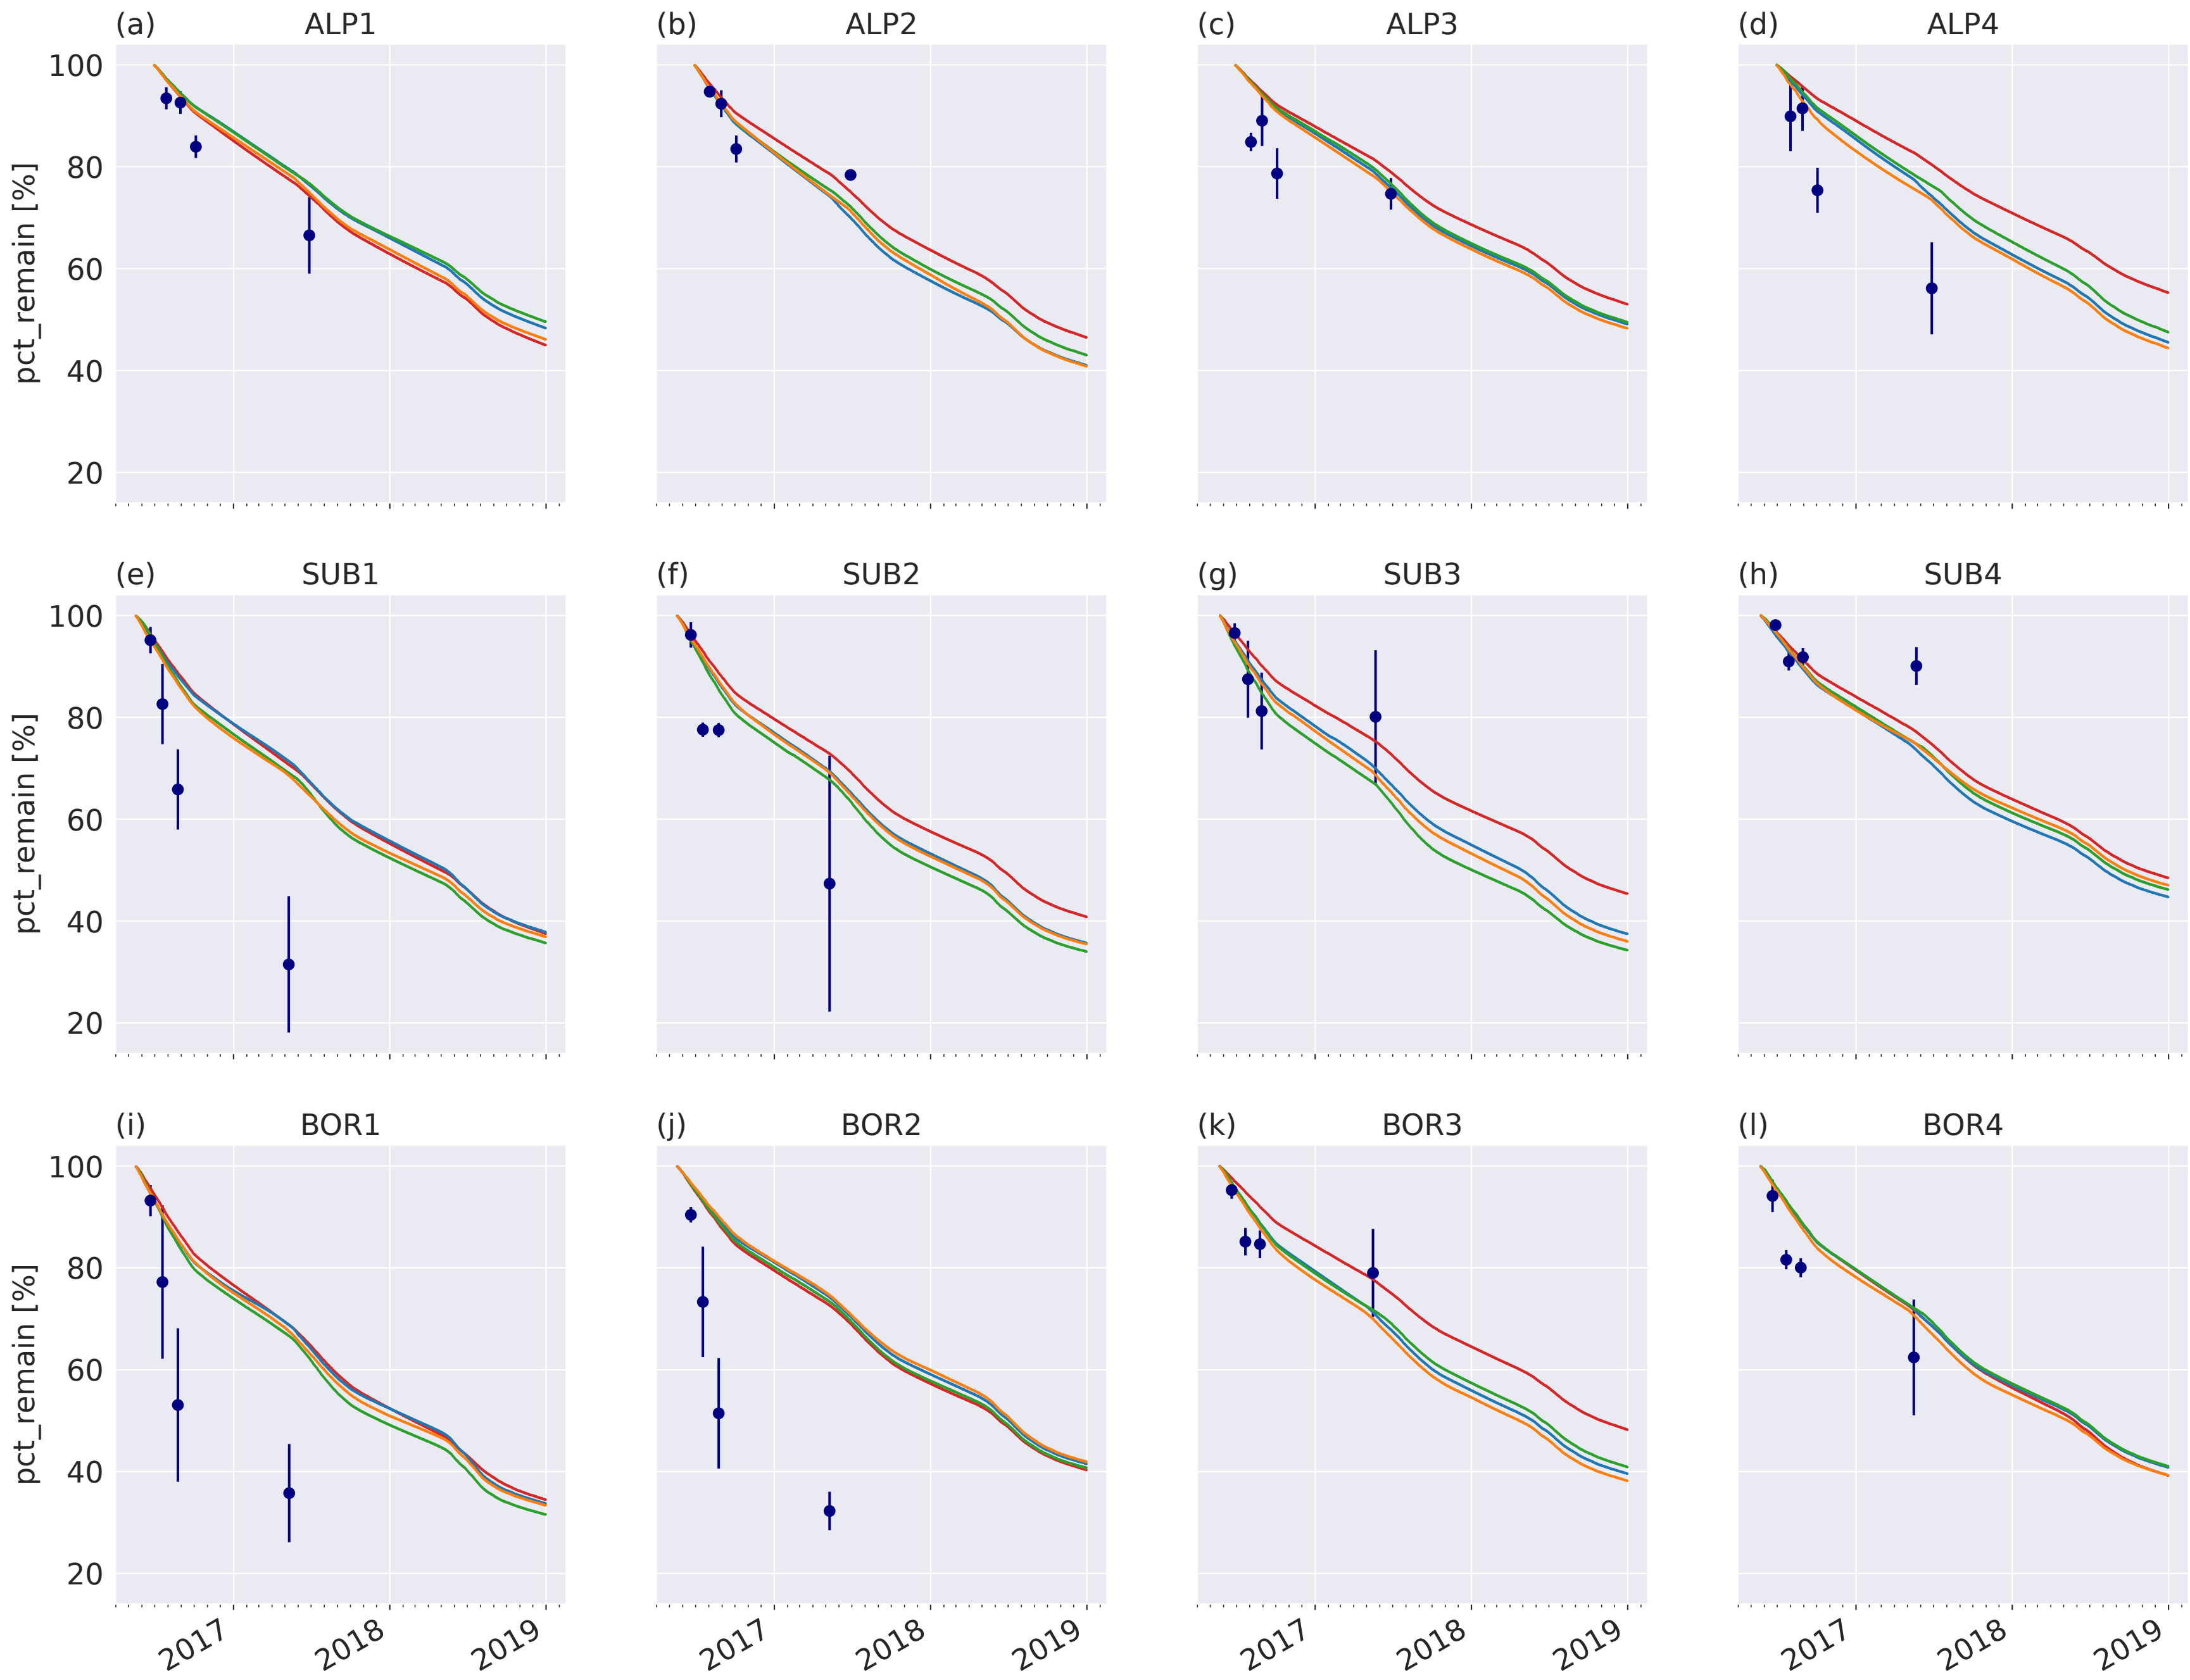 (a) ALP1 (b) ALP2 (c) ALP3 (d) ALP4
100
80
60
40
20
pct_remain [%]
(e) SUB1 (f) SUB2 (g) SUB3 (h) SUB4
100
80
60
40
20
pct_remain [%]
(i) BOR1 (j) BOR2 (k) BOR3 (l) BOR4
100
80
60
40
20
pct_remain [%]
2017 2018 2019 2017 2018 2019 2017 2018 2019 2017 2018 2019